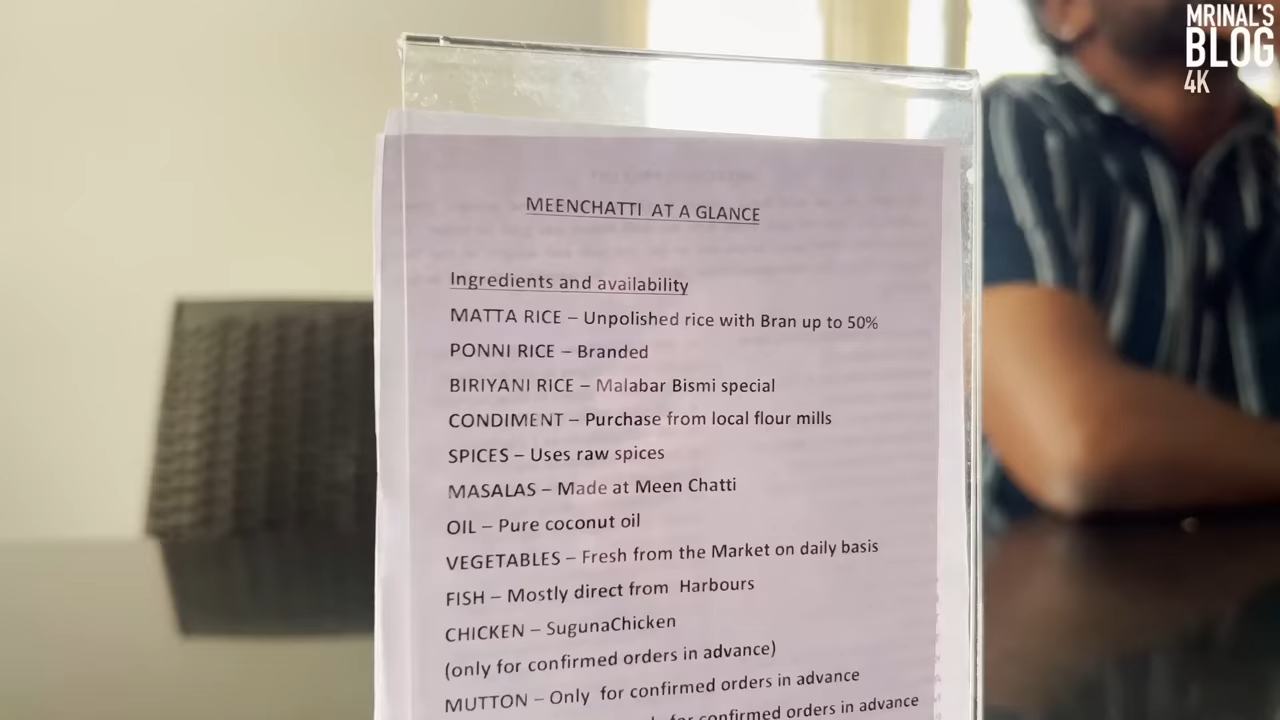 MRINAL'S
BLOG
4K
MEENCHATTI AT A GLANCE
Ingredients and availability
MATTA RICE – Unpolished rice with Bran up to 50%
PONNI RICE – Branded
BIRIYANI RICE – Malabar Bismi special
CONDIMENT – Purchase from local flour mills
SPICES – Uses raw spices
MASALAS – Made at Meen Chatti
OIL – Pure coconut oil
VEGETABLES – Fresh from the Market on daily basis
FISH – Mostly direct from Harbours
CHICKEN – SugunaChicken
(only for confirmed orders in advance)
MUTTON – Only for confirmed orders in advance
for confirmed orders in advance